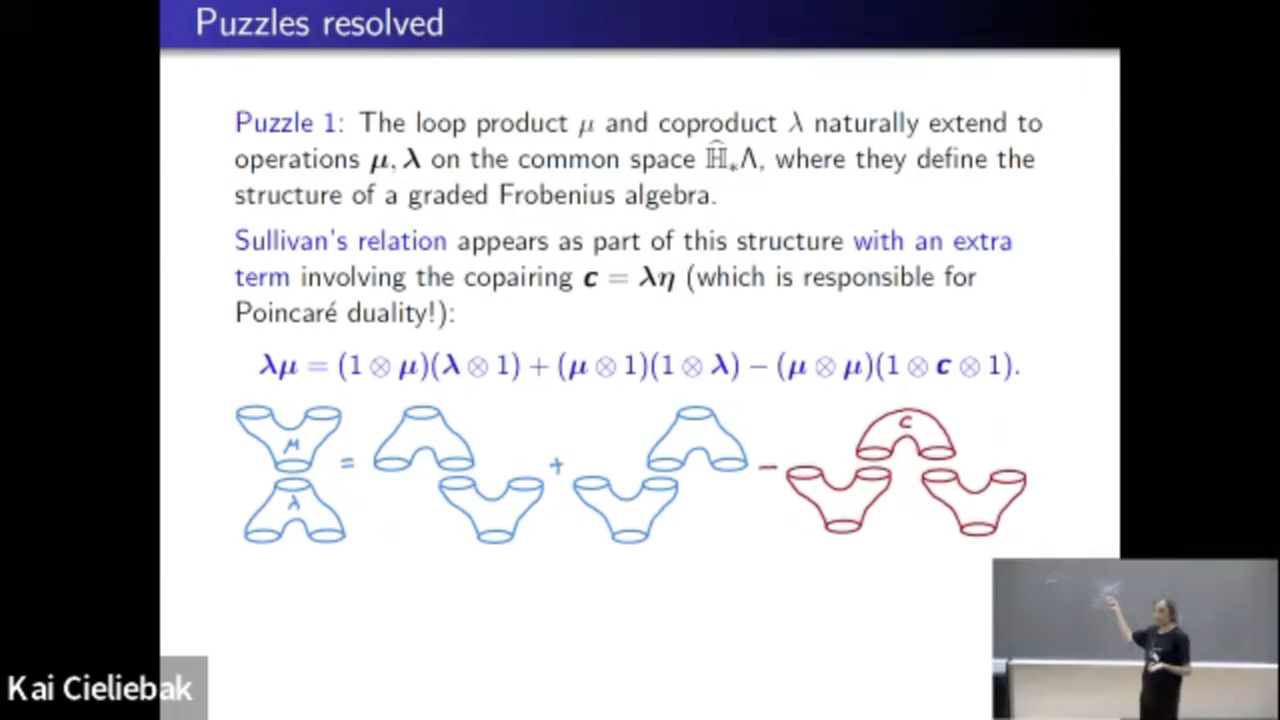 Puzzles resolved
Puzzle 1: The loop product μ and coproduct λ naturally extend to
operations 𝝁, 𝝀 on the common space ℍ̂₊Λ, where they define the
structure of a graded Frobenius algebra.
Sullivan's relation appears as part of this structure with an extra
term involving the copairing 𝒄 = 𝝀𝜼 (which is responsible for
Poincaré duality!):
𝝀𝝁 = (1 ⊗ 𝝁)(𝝀 ⊗ 1) + (𝝁 ⊗ 1)(1 ⊗ 𝝀) − (𝝁 ⊗ 𝝁)(1 ⊗ 𝒄 ⊗ 1).
c
μ
= + −
λ
Kai Cieliebak